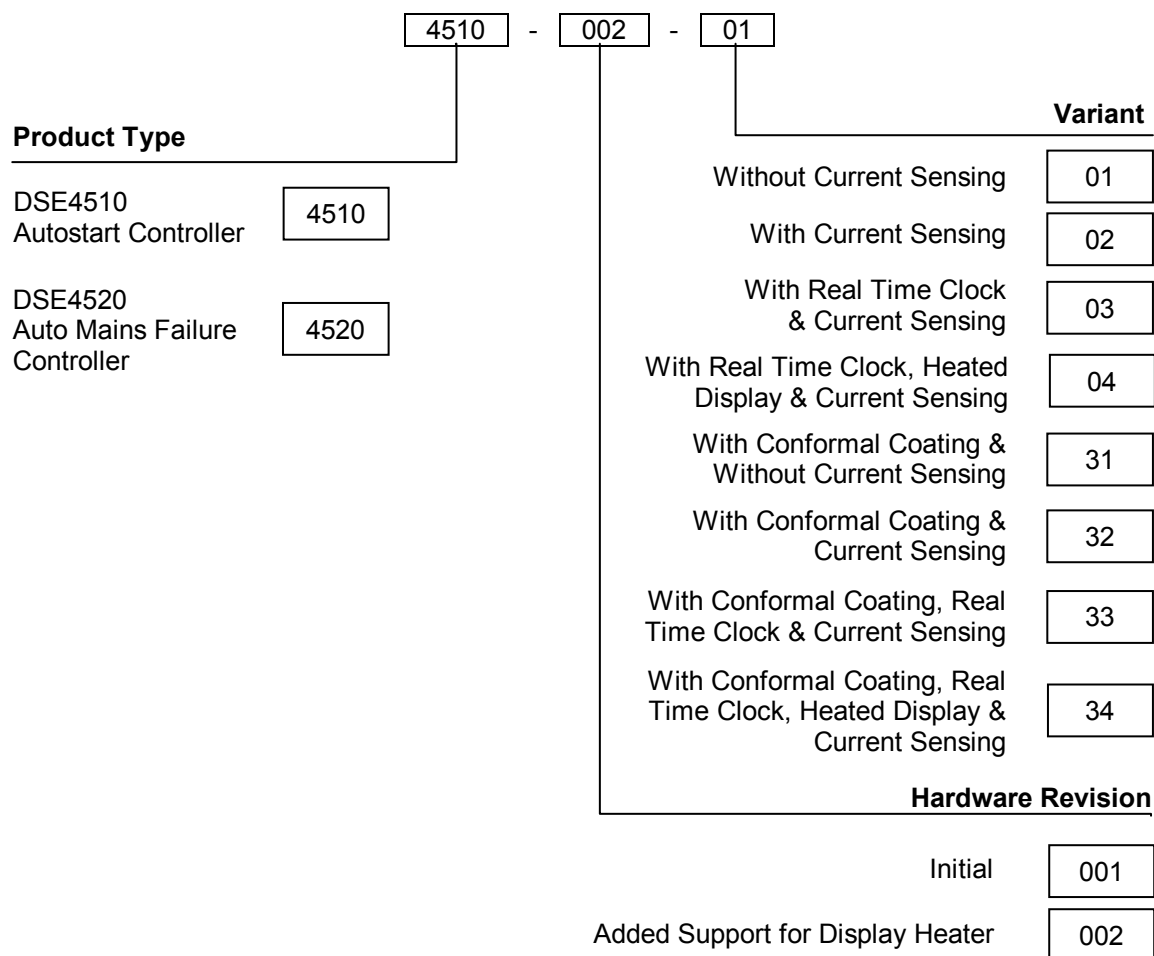 4510 - 002 - 01
Product Type
DSE4510
Autostart Controller
4510
DSE4520
Auto Mains Failure
Controller
4520
Variant
Without Current Sensing
01
With Current Sensing
02
With Real Time Clock
& Current Sensing
03
With Real Time Clock, Heated
Display & Current Sensing
04
With Conformal Coating &
Without Current Sensing
31
With Conformal Coating &
Current Sensing
32
With Conformal Coating, Real
Time Clock & Current Sensing
33
With Conformal Coating, Real
Time Clock, Heated Display &
Current Sensing
34
Hardware Revision
Initial
001
Added Support for Display Heater
002